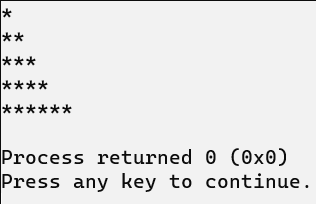 *
**
***
****
******
Process returned 0 (0x0)
Press any key to continue.